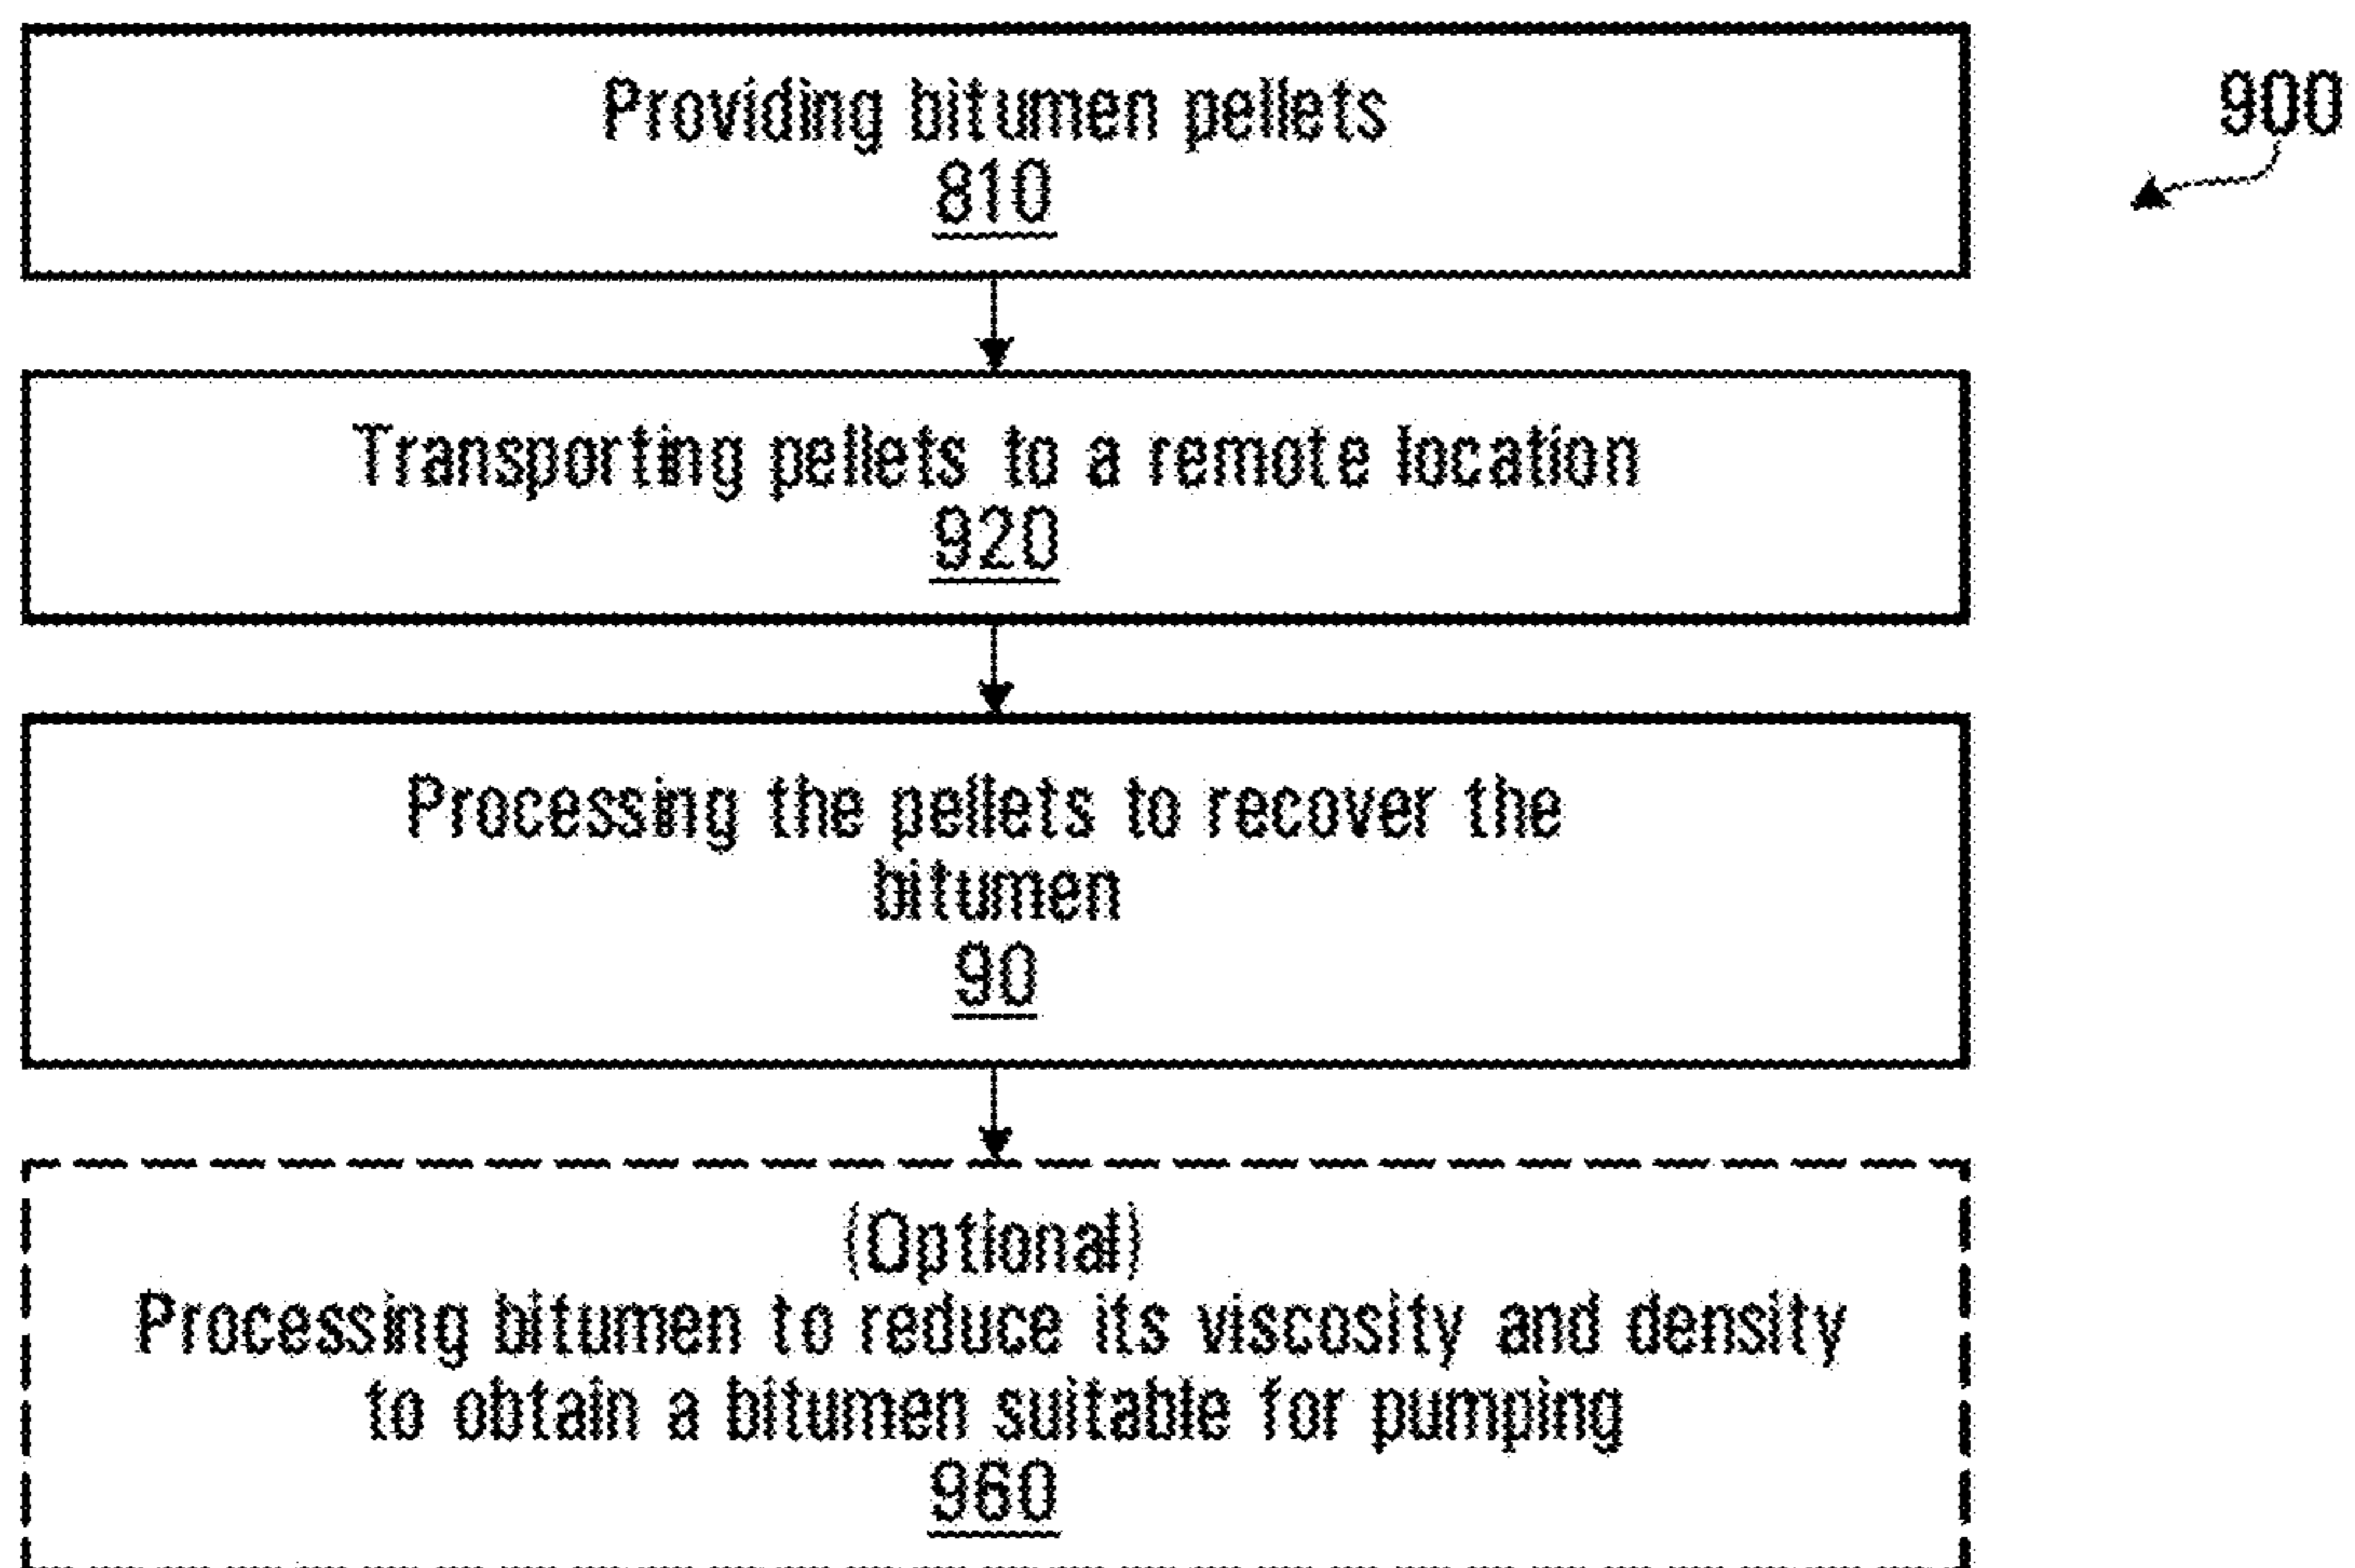 Providing bitumen pellets
810
900
Transporting pellets to a remote location
920
Processing the pellets to recover the
bitumen
90
(Optional)
Processing bitumen to reduce its viscosity and density
to obtain a bitumen suitable for pumping
960